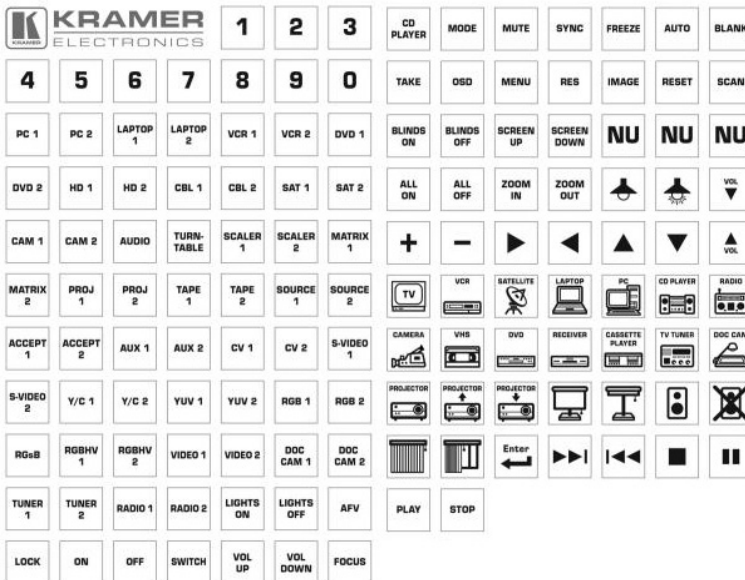 KRAMER
KRAMER
ELECTRONICS
1 2 3
4 5 6 7 8 9 0
PC 1 PC 2 LAPTOP 1 LAPTOP 2 VCR 1 VCR 2 DVD 1
DVD 2 HD 1 HD 2 CBL 1 CBL 2 SAT 1 SAT 2
CAM 1 CAM 2 AUDIO TURN-TABLE SCALER 1 SCALER 2 MATRIX 1
MATRIX 2 PROJ 1 PROJ 2 TAPE 1 TAPE 2 SOURCE 1 SOURCE 2
ACCEPT 1 ACCEPT 2 AUX 1 AUX 2 CV 1 CV 2 S-VIDEO 1
S-VIDEO 2 Y/C 1 Y/C 2 YUV 1 YUV 2 RGB 1 RGB 2
RGsB RGBHV 1 RGBHV 2 VIDEO 1 VIDEO 2 DOC CAM 1 DOC CAM 2
TUNER 1 TUNER 2 RADIO 1 RADIO 2 LIGHTS ON LIGHTS OFF AFV
LOCK ON OFF SWITCH VOL UP VOL DOWN FOCUS
CD PLAYER MODE MUTE SYNC FREEZE AUTO BLANK
TAKE OSD MENU RES IMAGE RESET SCAN
BLINDS ON BLINDS OFF SCREEN UP SCREEN DOWN NU NU NU
ALL ON ALL OFF ZOOM IN ZOOM OUT VOL
+ − VOL
TV VCR SATELLITE LAPTOP PC CD PLAYER RADIO
CAMERA VHS DVD RECEIVER CASSETTE PLAYER TV TUNER DOC CAM
PROJECTOR PROJECTOR PROJECTOR
Enter
PLAY STOP